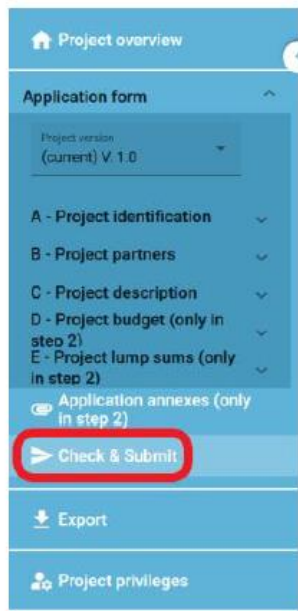 Project overview
Application form
Project version
(current) V. 1.0
A - Project identification
B - Project partners
C - Project description
D - Project budget (only in
step 2)
E - Project lump sums (only
in step 2)
Application annexes (only
in step 2)
Check & Submit
Export
Project privileges